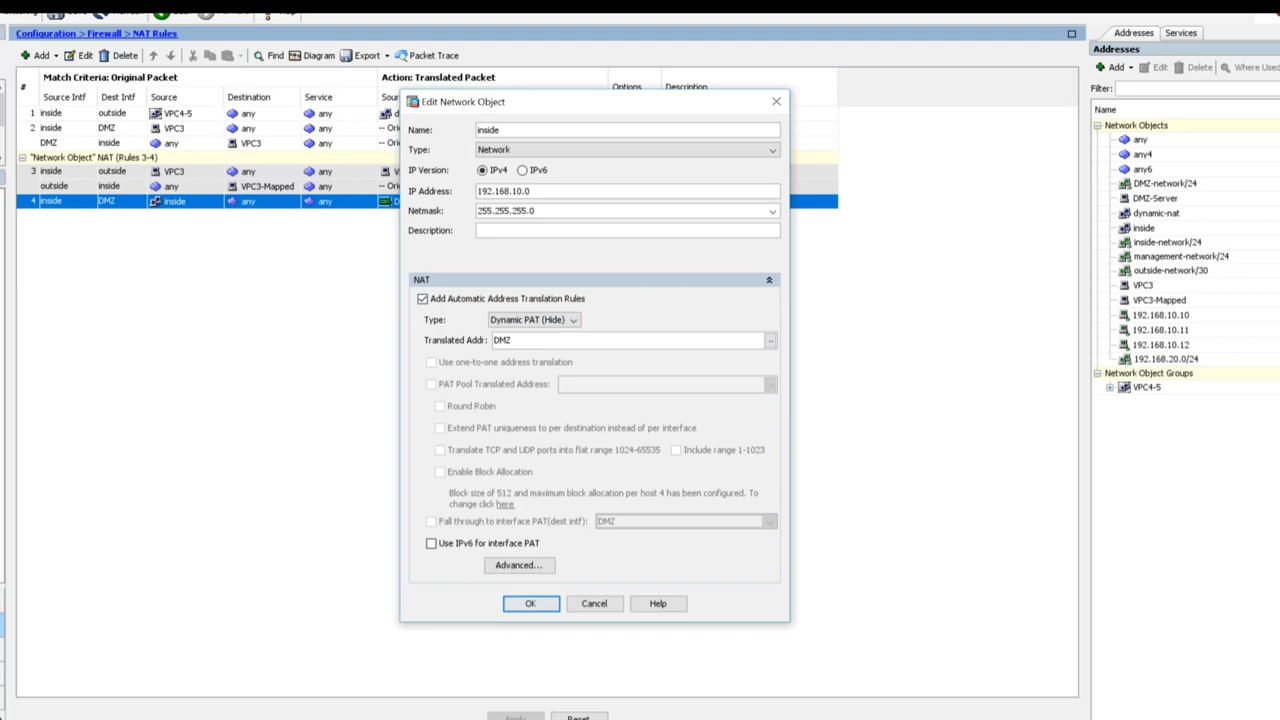 Configuration > Firewall > NAT Rules
Add Edit Delete Find Diagram Export Packet Trace
Match Criteria: Original Packet Action: Translated Packet Options Description
#
Source Intf Dest Intf Source Destination Service
1 inside outside VPC4-5 any any
2 inside DMZ VPC3 any any -- Ori
DMZ inside any VPC3 any -- Ori
"Network Object" NAT (Rules 3-4)
3 inside outside VPC3 any any
outside inside any VPC3-Mapped any -- Ori
4 inside DMZ inside any any
Edit Network Object
Name: inside
Type: Network
IP Version: IPv4 IPv6
IP Address: 192.168.10.0
Netmask: 255.255.255.0
Description:
NAT
Add Automatic Address Translation Rules
Type: Dynamic PAT (Hide)
Translated Addr: DMZ
Use one-to-one address translation
PAT Pool Translated Address:
Round Robin
Extend PAT uniqueness to per destination instead of per interface
Translate TCP and UDP ports into flat range 1024-65535 Include range 1-1023
Enable Block Allocation
Block size of 512 and maximum block allocation per host 4 has been configured. To
change click here.
Fall through to interface PAT(dest intf): DMZ
Use IPv6 for interface PAT
Advanced...
OK Cancel Help
Apply Reset
Addresses Services
Addresses
Add Edit Delete Where Used
Filter:
Name
Network Objects
any
any4
any6
DMZ-network/24
DMZ-Server
dynamic-nat
inside
inside-network/24
management-network/24
outside-network/30
VPC3
VPC3-Mapped
192.168.10.10
192.168.10.11
192.168.10.12
192.168.20.0/24
Network Object Groups
VPC4-5